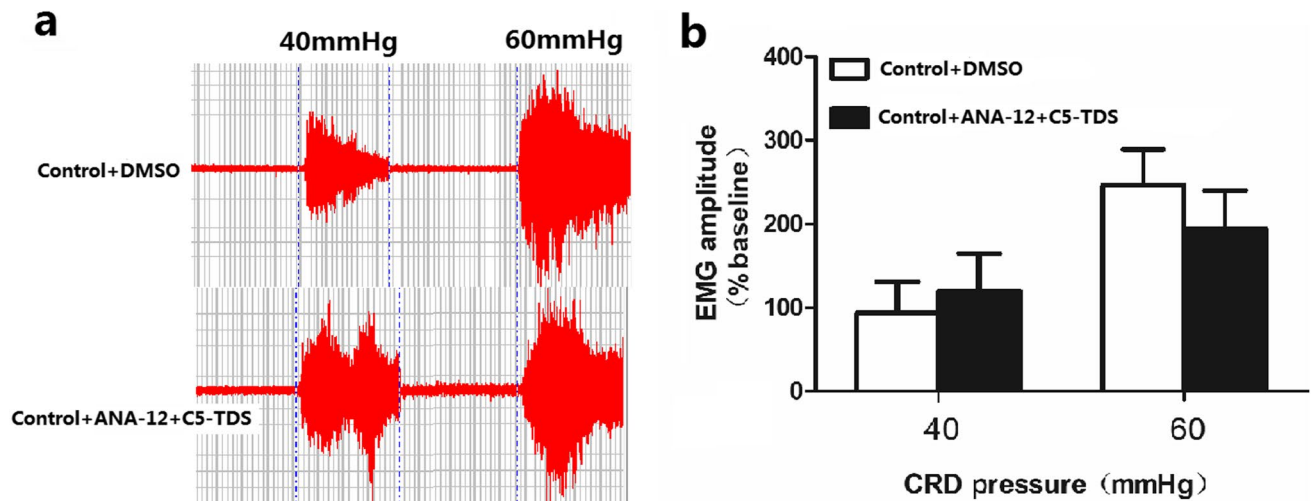 a
40mmHg 60mmHg
Control+DMSO
Control+ANA-12+C5-TDS
b
EMG amplitude
(% baseline)
400
300
200
100
0
Control+DMSO
Control+ANA-12+C5-TDS
40 60
CRD pressure (mmHg)